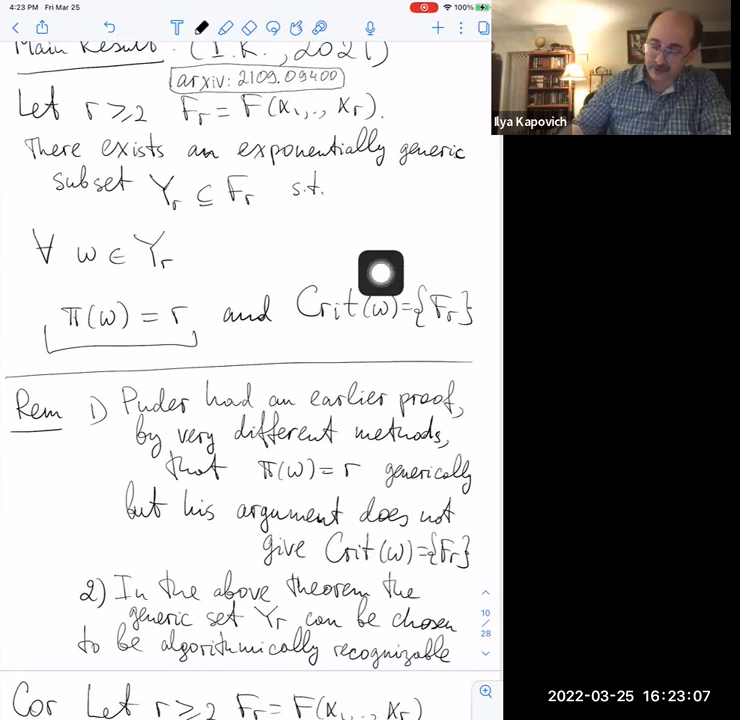 4:23 PM Fri Mar 25
100%
Main Result (I.K., 2021)
arxiv: 2109.09400
Let r ≥ 2 F_r = F(x_1, .., x_r).
There exists an exponentially generic
subset Y_r ⊆ F_r s.t.
∀ w ∈ Y_r
π(w) = r and Crit(w) = {F_r}
Rem 1) Puder had an earlier proof,
by very different methods,
that π(w) = r generically
but his argument does not
give Crit(w) = {F_r}
2) In the above theorem the
generic set Y_r can be chosen
to be algorithmically recognizable
10
/
28
Cor Let r ≥ 2 F_r = F(x_1, .., x_r)
Ilya Kapovich
2022-03-25 16:23:07